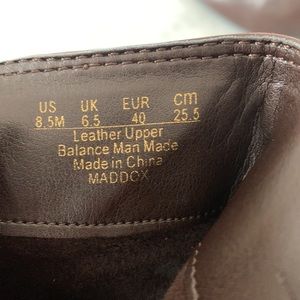 US UK EUR cm
8.5M 6.5 40 25.5
Leather Upper
Balance Man Made
Made in China
MADDOX